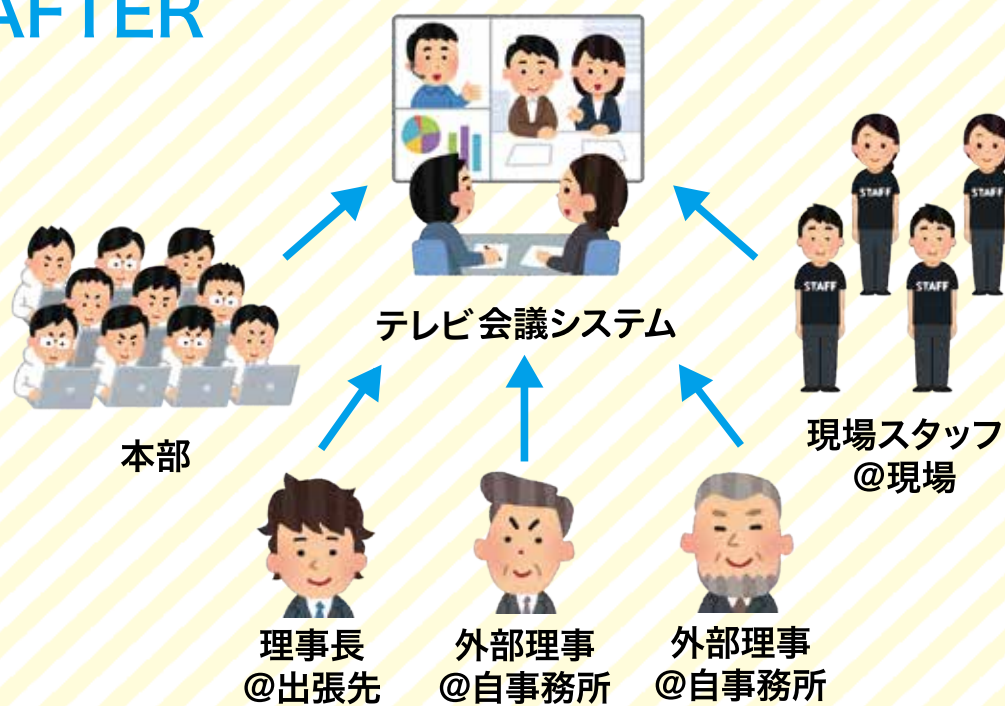 AFTER
STAFF
STAFF
STAFF
STAFF
テレビ会議システム
本部
現場スタッフ
@現場
理事長
@出張先
外部理事
@自事務所
外部理事
@自事務所